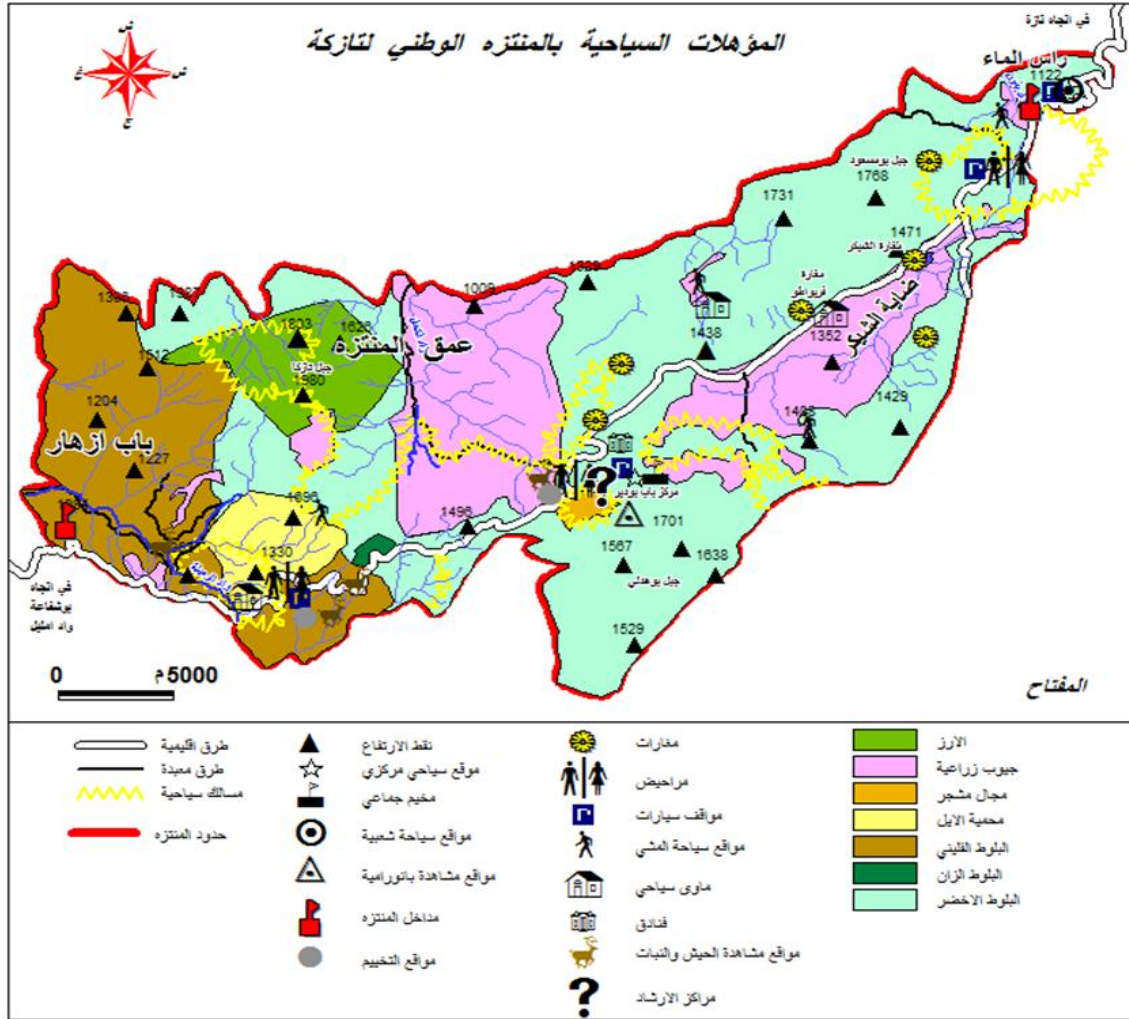 في اتجاه تازة
المؤهلات السياحية بالمنتزه الوطني لتازكة
ش
غ
ش
ج
راس الماء
1122
جبل بومسعود
1768
1731
1471
مغارة الشيكر
مغارة
فريواطو
ضاية الشيكر
1352
1438
1429
1009
1626
عمق المنتزه
جبل تازكا
1980
1204
باب ازهار
1227
1496
1330
مركز باب بودير
1701
1567
1638
جبل بوهدلي
1529
في اتجاه
بوشفاعة
واد امليل
0
5000م
المفتاح
طرق اقليمية
طرق معبدة
مسالك سياحية
حدود المنتزه
نقط الارتفاع
موقع سياحي مركزي
مخيم جماعي
مواقع سياحة شعبية
مواقع مشاهدة بانورامية
مداخل المنتزه
مواقع التخييم
مغارات
مراحيض
مواقف سيارات
مواقع سياحة المشي
ماوى سياحي
فنادق
مواقع مشاهدة الحيش والنبات
مراكز الارشاد
الارز
جيوب زراعية
مجال مشجر
محمية الايل
البلوط الفليني
البلوط الزان
البلوط الاخضر